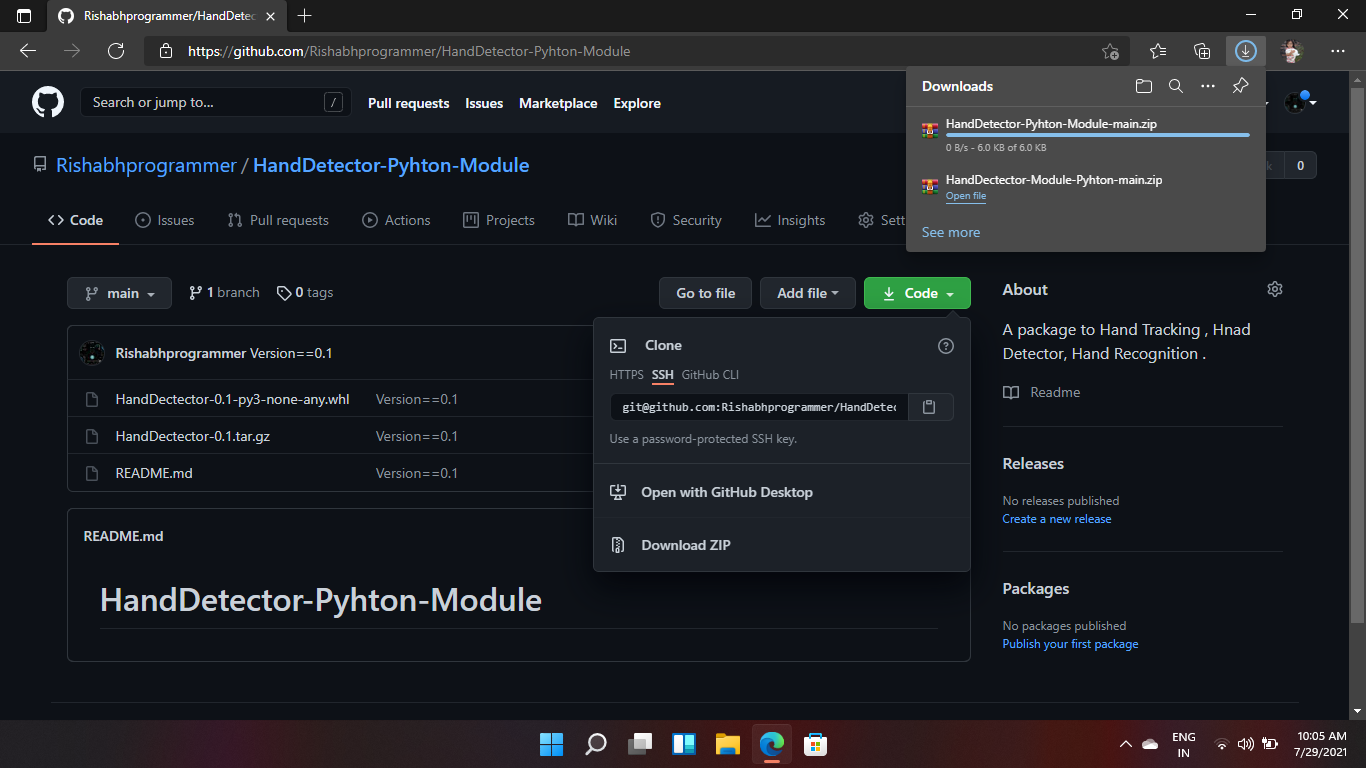 Rishabhprogrammer/HandDetec
https://github.com/Rishabhprogrammer/HandDetector-Pyhton-Module
Search or jump to... /
Pull requests Issues Marketplace Explore
Downloads
HandDetector-Pyhton-Module-main.zip
0 B/s - 6.0 KB of 6.0 KB
HandDectector-Module-Pyhton-main.zip
Open file
See more
Rishabhprogrammer / HandDetector-Pyhton-Module
k 0
Code Issues Pull requests Actions Projects Wiki Security Insights Sett
main 1 branch 0 tags
Go to file Add file Code
Rishabhprogrammer Version==0.1
HandDectector-0.1-py3-none-any.whl Version==0.1
HandDectector-0.1.tar.gz Version==0.1
README.md Version==0.1
Clone
HTTPS SSH GitHub CLI
git@github.com:Rishabhprogrammer/HandDetec
Use a password-protected SSH key.
Open with GitHub Desktop
Download ZIP
README.md
HandDetector-Pyhton-Module
About
A package to Hand Tracking , Hnad
Detector, Hand Recognition .
Readme
Releases
No releases published
Create a new release
Packages
No packages published
Publish your first package
ENG
IN
10:05 AM
7/29/2021